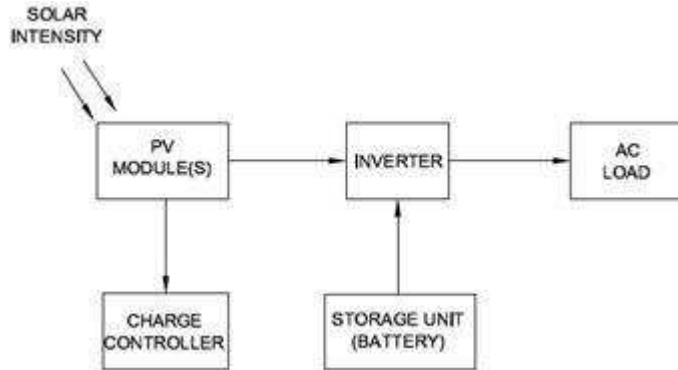 SOLAR
INTENSITY
PV
MODULE(S)
INVERTER
AC
LOAD
CHARGE
CONTROLLER
STORAGE UNIT
(BATTERY)